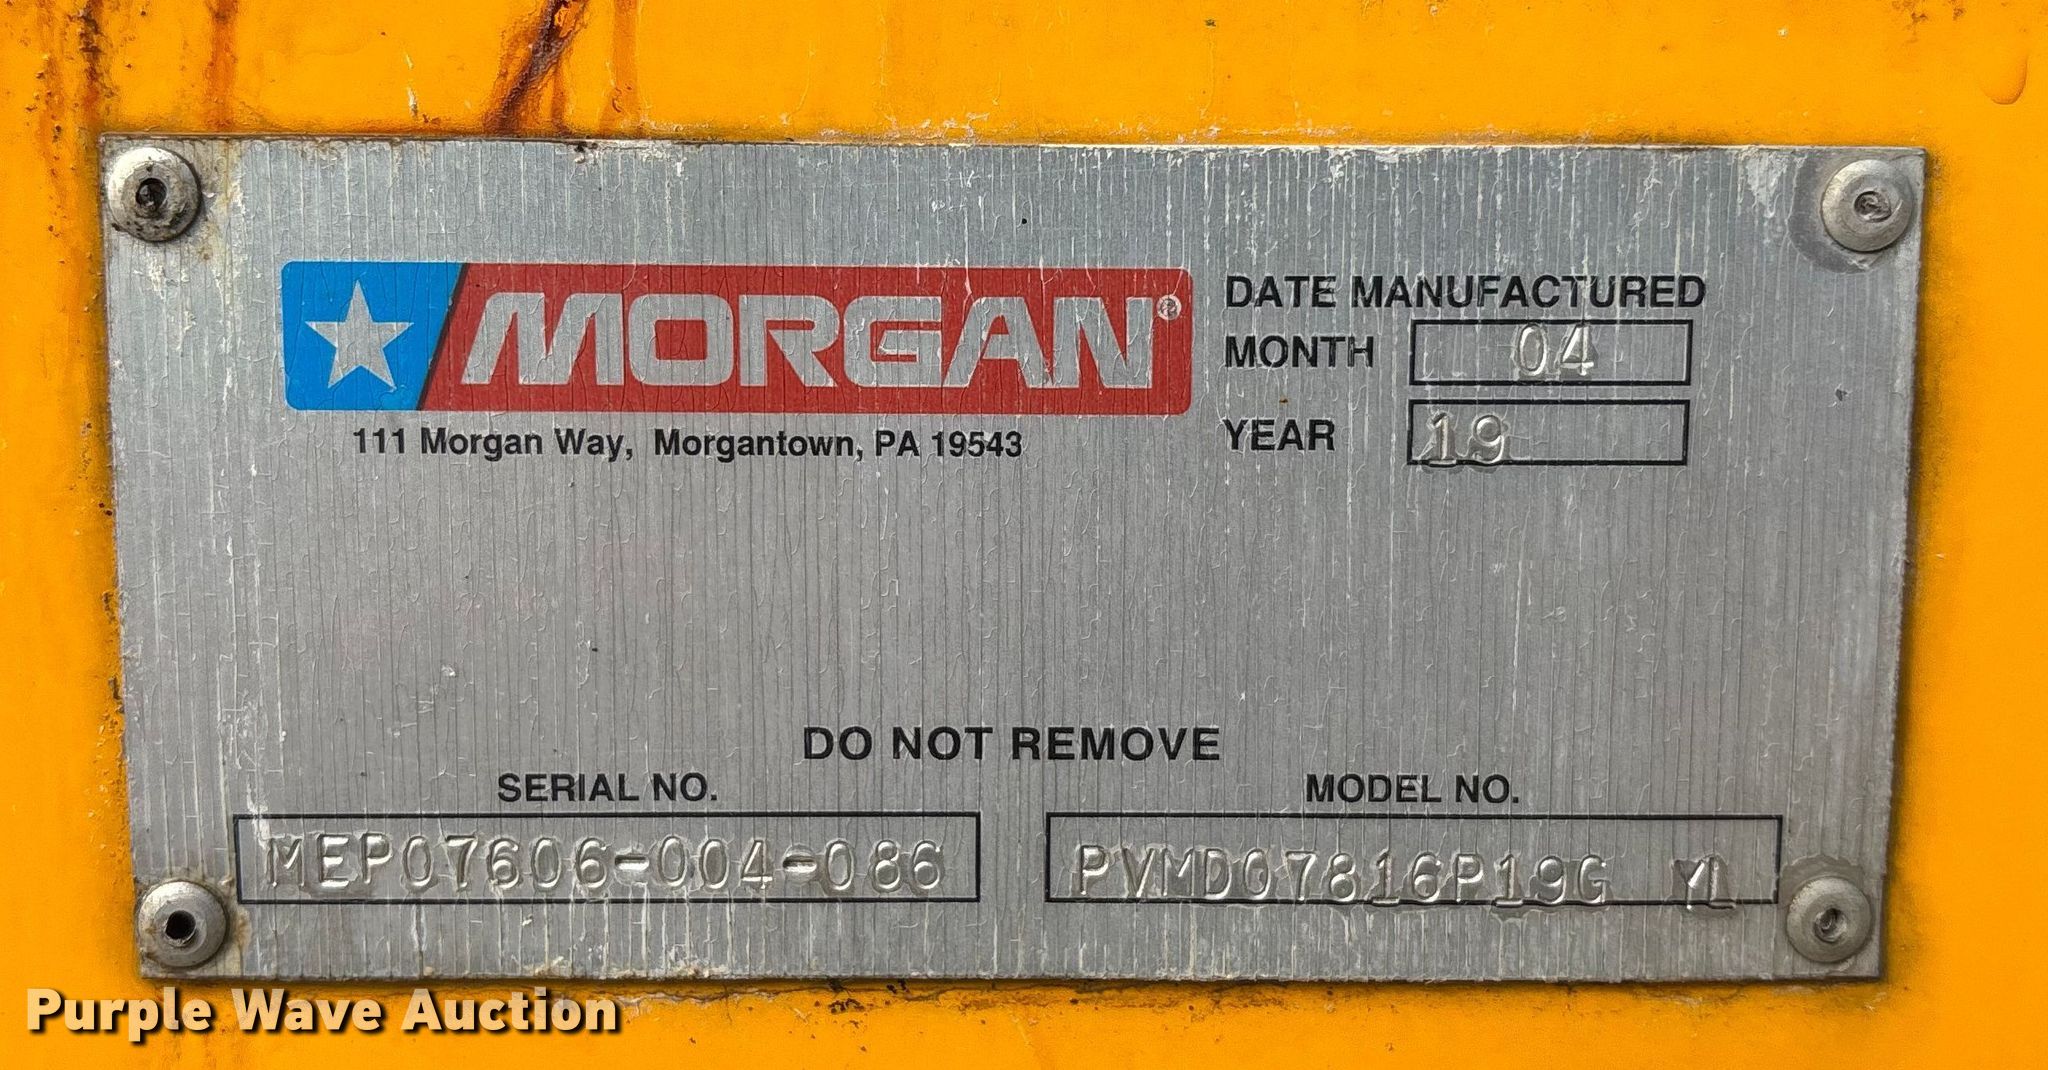 MORGAN®
111 Morgan Way, Morgantown, PA 19543
DATE MANUFACTURED
MONTH 04
YEAR 19
DO NOT REMOVE
SERIAL NO.
MEP07606-004-086
MODEL NO.
PVMD07816P19G Y1
Purple Wave Auction